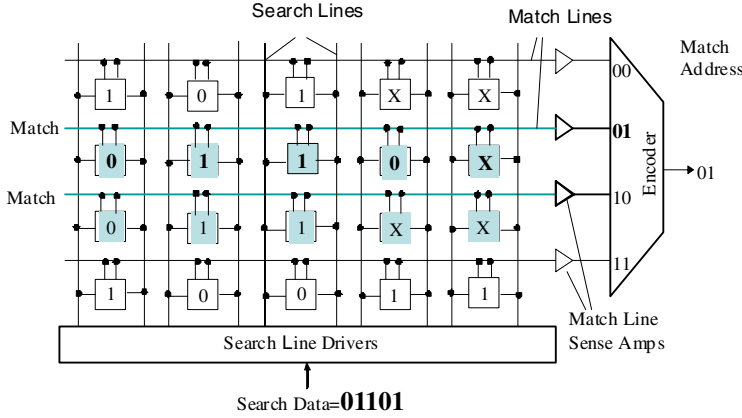 Search Lines
Match Lines
Match
Address
00
1 0 1 X X
Match
01
0 1 1 0 X
Encoder
01
Match
10
0 1 1 X X
11
1 0 0 1 1
Match Line
Sense Amps
Search Line Drivers
Search Data=01101